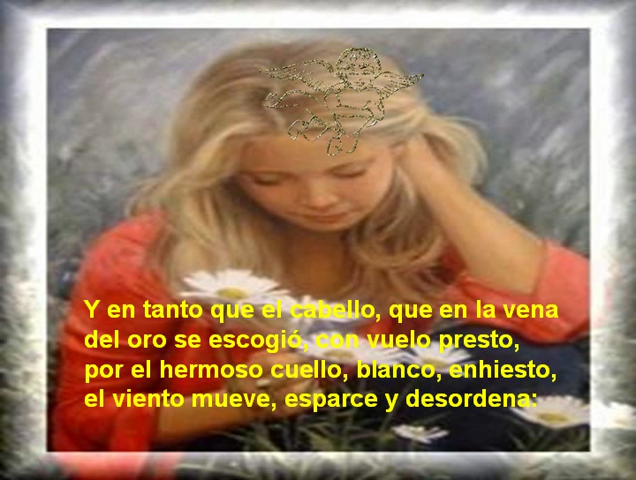 Y en tanto que el cabello, que en la vena
del oro se escogió, con vuelo presto,
por el hermoso cuello, blanco, enhiesto,
el viento mueve, esparce y desordena: